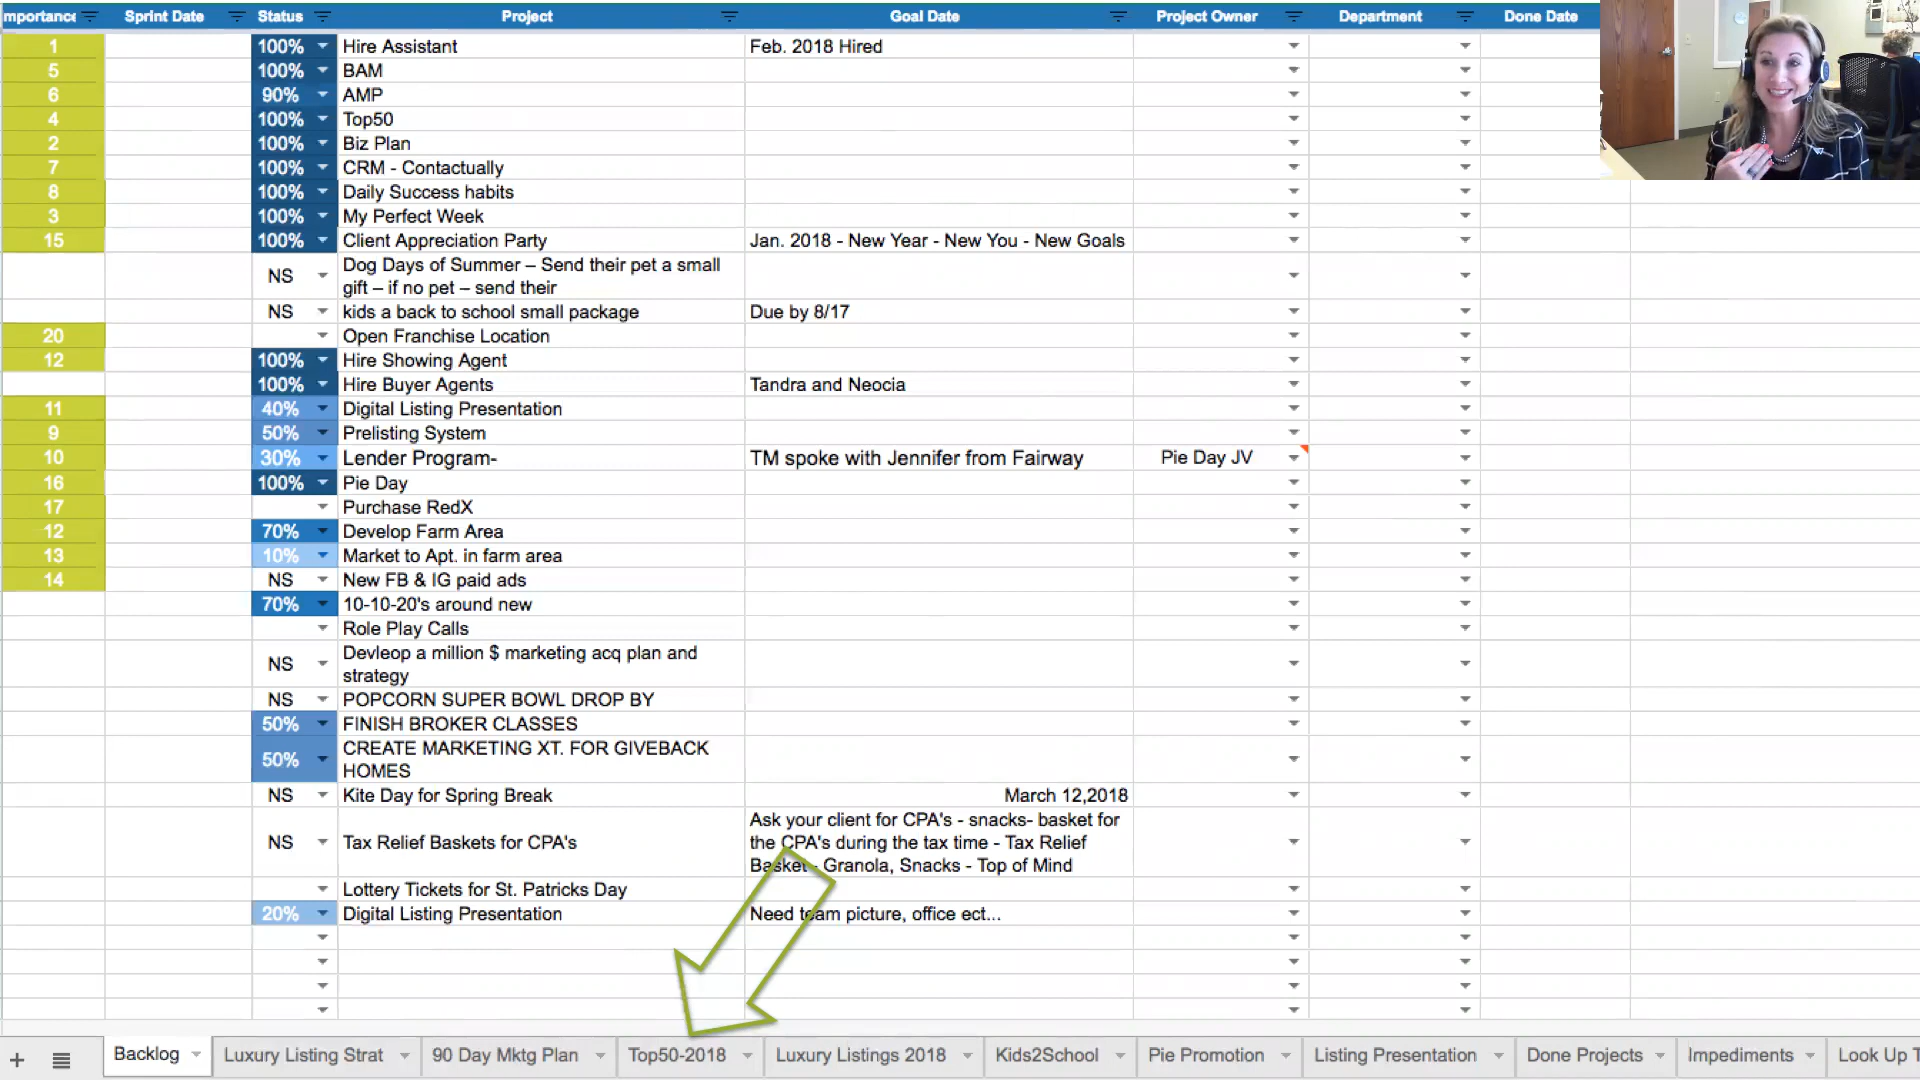 mportance Sprint Date Status Project Goal Date Project Owner Department Done Date
1 100% Hire Assistant Feb. 2018 Hired
5 100% BAM
6 90% AMP
4 100% Top50
2 100% Biz Plan
7 100% CRM - Contactually
8 100% Daily Success habits
3 100% My Perfect Week
15 100% Client Appreciation Party Jan. 2018 - New Year - New You - New Goals
NS Dog Days of Summer – Send their pet a small
gift – if no pet – send their
NS kids a back to school small package Due by 8/17
20 Open Franchise Location
12 100% Hire Showing Agent
100% Hire Buyer Agents Tandra and Neocia
11 40% Digital Listing Presentation
9 50% Prelisting System
10 30% Lender Program- TM spoke with Jennifer from Fairway Pie Day JV
16 100% Pie Day
17 Purchase RedX
12 70% Develop Farm Area
13 10% Market to Apt. in farm area
14 NS New FB & IG paid ads
70% 10-10-20's around new
Role Play Calls
NS Devleop a million $ marketing acq plan and
strategy
NS POPCORN SUPER BOWL DROP BY
50% FINISH BROKER CLASSES
50% CREATE MARKETING XT. FOR GIVEBACK
HOMES
NS Kite Day for Spring Break March 12,2018
NS Tax Relief Baskets for CPA's Ask your client for CPA's - snacks- basket for
the CPA's during the tax time - Tax Relief
Basket - Granola, Snacks - Top of Mind
Lottery Tickets for St. Patricks Day
20% Digital Listing Presentation Need team picture, office ect...
Backlog Luxury Listing Strat 90 Day Mktg Plan Top50-2018 Luxury Listings 2018 Kids2School Pie Promotion Listing Presentation Done Projects Impediments Look Up T